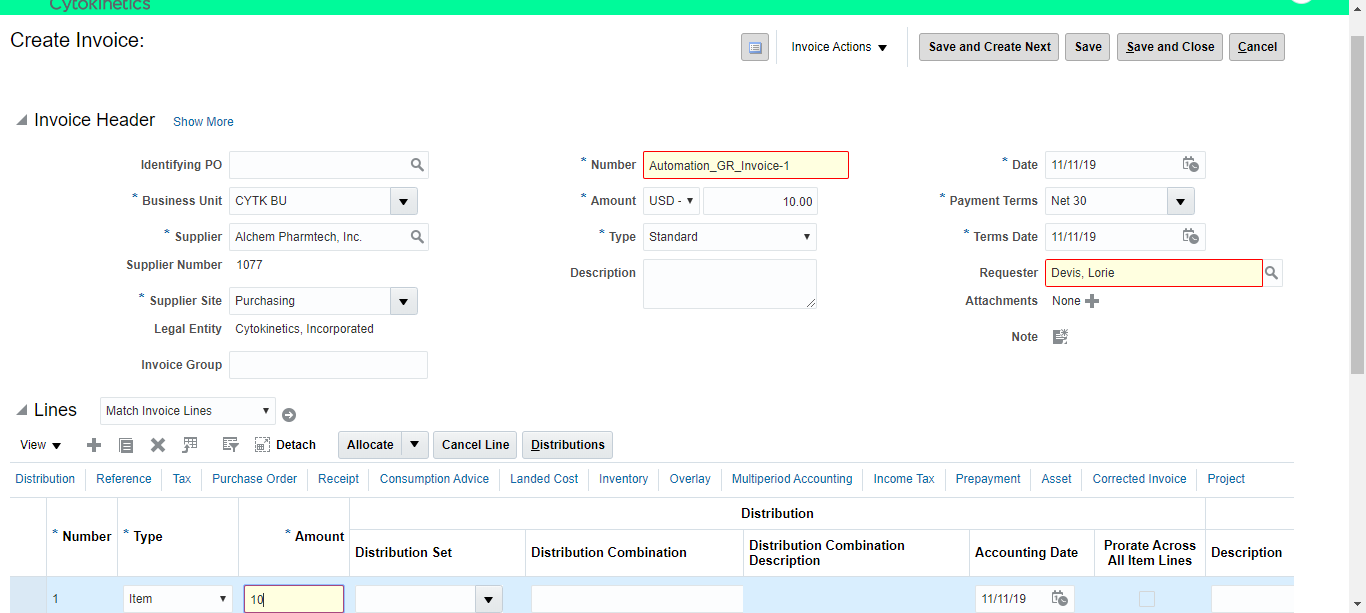 Cytokinetics
Create Invoice:
Invoice Actions
Save and Create Next
Save
Save and Close
Cancel
Invoice Header
Show More
Identifying PO
* Number Automation_GR_Invoice-1
* Date 11/11/19
* Business Unit CYTK BU
* Amount USD - 10.00
* Payment Terms Net 30
* Supplier Alchem Pharmtech, Inc.
* Type Standard
* Terms Date 11/11/19
Supplier Number 1077
Description
Requester Devis, Lorie
* Supplier Site Purchasing
Attachments None
Legal Entity Cytokinetics, Incorporated
Note
Invoice Group
Lines Match Invoice Lines
View
Detach
Allocate
Cancel Line
Distributions
Distribution
Reference
Tax
Purchase Order
Receipt
Consumption Advice
Landed Cost
Inventory
Overlay
Multiperiod Accounting
Income Tax
Prepayment
Asset
Corrected Invoice
Project
Distribution
* Number
* Type
* Amount
Distribution Set
Distribution Combination
Distribution Combination
Description
Accounting Date
Prorate Across
All Item Lines
Description
1
Item
10
11/11/19